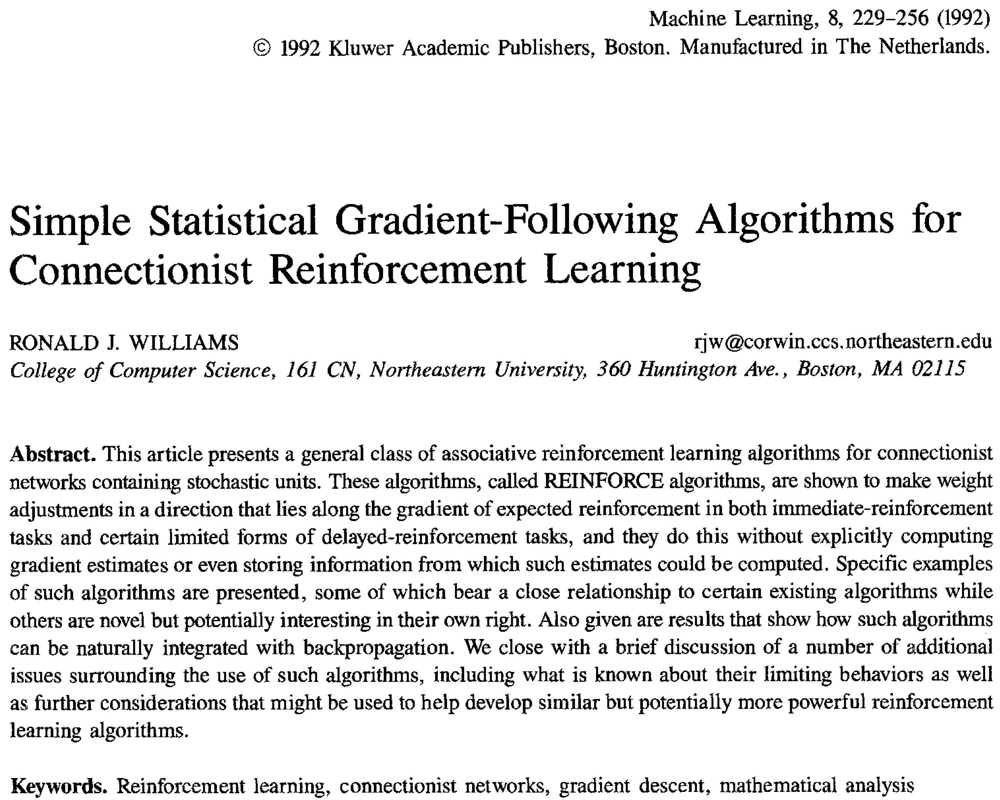 Machine Learning, 8, 229–256 (1992)
© 1992 Kluwer Academic Publishers, Boston. Manufactured in The Netherlands.
Simple Statistical Gradient-Following Algorithms for
Connectionist Reinforcement Learning
RONALD J. WILLIAMS rjw@corwin.ccs.northeastern.edu
College of Computer Science, 161 CN, Northeastern University, 360 Huntington Ave., Boston, MA 02115
Abstract. This article presents a general class of associative reinforcement learning algorithms for connectionist
networks containing stochastic units. These algorithms, called REINFORCE algorithms, are shown to make weight
adjustments in a direction that lies along the gradient of expected reinforcement in both immediate-reinforcement
tasks and certain limited forms of delayed-reinforcement tasks, and they do this without explicitly computing
gradient estimates or even storing information from which such estimates could be computed. Specific examples
of such algorithms are presented, some of which bear a close relationship to certain existing algorithms while
others are novel but potentially interesting in their own right. Also given are results that show how such algorithms
can be naturally integrated with backpropagation. We close with a brief discussion of a number of additional
issues surrounding the use of such algorithms, including what is known about their limiting behaviors as well
as further considerations that might be used to help develop similar but potentially more powerful reinforcement
learning algorithms.
Keywords. Reinforcement learning, connectionist networks, gradient descent, mathematical analysis